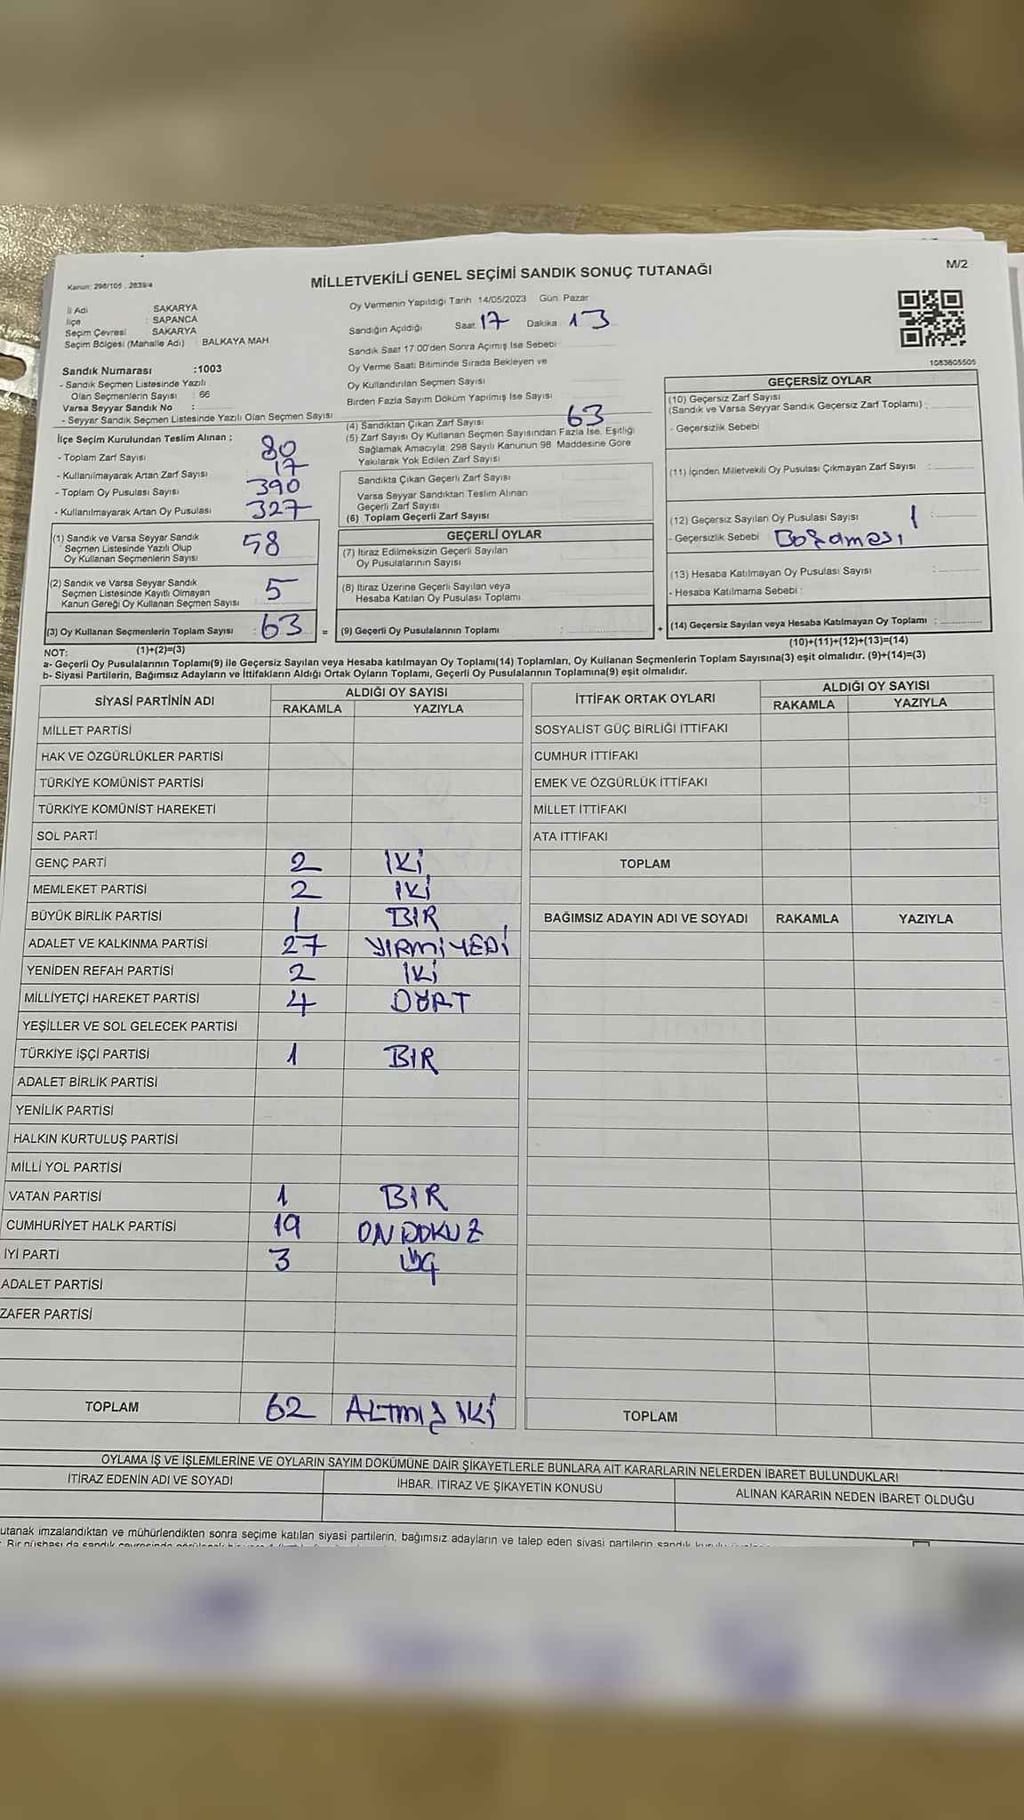 M/2
MİLLETVEKİLİ GENEL SEÇİMİ SANDIK SONUÇ TUTANAĞI
Kanun: 298/105 , 2839/4
İl Adı SAKARYA
İlçe : SAPANCA
Seçim Çevresi SAKARYA
Seçim Bölgesi (Mahalle Adı) : BALKAYA MAH
Oy Vermenin Yapıldığı Tarih 14/05/2023 Gün. Pazar
Sandığın Açıldığı Saat 17 Dakika : 13
Sandık Saat 17:00'den Sonra Açımış İse Sebebi
Oy Verme Saati Bitiminde Sırada Bekleyen ve
Oy Kullandırılan Seçmen Sayısı
Birden Fazla Sayım Döküm Yapılmış İse Sayısı
1083605505
Sandık Numarası :1003
- Sandık Seçmen Listesinde Yazılı
Olan Seçmenlerin Sayısı : 66
Varsa Seyyar Sandık No :
- Seyyar Sandık Seçmen Listesinde Yazılı Olan Seçmen Sayısı
İlçe Seçim Kurulundan Teslim Alınan ;
- Toplam Zarf Sayısı 80
- Kullanılmayarak Artan Zarf Sayısı 17
- Toplam Oy Pusulası Sayısı 390
- Kullanılmayarak Artan Oy Pusulası 327
(1) Sandık ve Varsa Seyyar Sandık
Seçmen Listesinde Yazılı Olup
Oy Kullanan Seçmenlerin Sayısı 58
(2) Sandık ve Varsa Seyyar Sandık
Seçmen Listesinde Kayıtlı Olmayan
Kanun Gereği Oy Kullanan Seçmen Sayısı 5
(3) Oy Kullanan Seçmenlerin Toplam Sayısı : 63 =
(4) Sandıktan Çıkan Zarf Sayısı 63
(5) Zarf Sayısı Oy Kullanan Seçmen Sayısından Fazla İse, Eşitliği
Sağlamak Amacıyla, 298 Sayılı Kanunun 98. Maddesine Göre
Yakılarak Yok Edilen Zarf Sayısı
Sandıkta Çıkan Geçerli Zarf Sayısı
Varsa Seyyar Sandıktan Teslim Alınan
Geçerli Zarf Sayısı
(6) Toplam Geçerli Zarf Sayısı
GEÇERLİ OYLAR
(7) İtiraz Edilmeksizin Geçerli Sayılan
Oy Pusulalarının Sayısı
(8) İtiraz Üzerine Geçerli Sayılan veya
Hesaba Katılan Oy Pusulası Toplamı
(9) Geçerli Oy Pusulalarının Toplamı : +
GEÇERSİZ OYLAR
(10) Geçersiz Zarf Sayısı
(Sandık ve Varsa Seyyar Sandık Geçersiz Zarf Toplamı) :
- Geçersizlik Sebebi
(11) İçinden Milletvekili Oy Pusulası Çıkmayan Zarf Sayısı :
(12) Geçersiz Sayılan Oy Pusulası Sayısı 1
- Geçersizlik Sebebi :
(13) Hesaba Katılmayan Oy Pusulası Sayısı :
- Hesaba Katılmama Sebebi :
(14) Geçersiz Sayılan veya Hesaba Katılmayan Oy Toplamı :
NOT: (1)+(2)=(3) (10)+(11)+(12)+(13)=(14)
a- Geçerli Oy Pusulalarının Toplamı(9) ile Geçersiz Sayılan veya Hesaba katılmayan Oy Toplamı(14) Toplamları, Oy Kullanan Seçmenlerin Toplam Sayısına(3) eşit olmalıdır. (9)+(14)=(3)
b- Siyasi Partilerin, Bağımsız Adayların ve İttifakların Aldığı Ortak Oyların Toplamı, Geçerli Oy Pusulalarının Toplamına(9) eşit olmalıdır.
SİYASİ PARTİNİN ADI ALDIĞI OY SAYISI
RAKAMLA YAZIYLA
MİLLET PARTİSİ
HAK VE ÖZGÜRLÜKLER PARTİSİ
TÜRKİYE KOMÜNİST PARTİSİ
TÜRKİYE KOMÜNİST HAREKETİ
SOL PARTİ
GENÇ PARTİ 2 İKİ
MEMLEKET PARTİSİ 2 İKİ
BÜYÜK BİRLİK PARTİSİ 1 BİR
ADALET VE KALKINMA PARTİSİ 27 YİRMİ YEDİ
YENİDEN REFAH PARTİSİ 2 İKİ
MİLLİYETÇİ HAREKET PARTİSİ 4 DÖRT
YEŞİLLER VE SOL GELECEK PARTİSİ
TÜRKİYE İŞÇİ PARTİSİ 1 BIR
ADALET BİRLİK PARTİSİ
YENİLİK PARTİSİ
HALKIN KURTULUŞ PARTİSİ
MİLLİ YOL PARTİSİ
VATAN PARTİSİ 1 BIR
CUMHURİYET HALK PARTİSİ 19 ON DOKUZ
İYİ PARTİ 3 ÜÇ
ADALET PARTİSİ
ZAFER PARTİSİ
TOPLAM 62 ALTMIŞ İKİ
İTTİFAK ORTAK OYLARI ALDIĞI OY SAYISI
RAKAMLA YAZIYLA
SOSYALİST GÜÇ BİRLİĞİ İTTİFAKI
CUMHUR İTTİFAKI
EMEK VE ÖZGÜRLÜK İTTİFAKI
MİLLET İTTİFAKI
ATA İTTİFAKI
TOPLAM
BAĞIMSIZ ADAYIN ADI VE SOYADI RAKAMLA YAZIYLA
TOPLAM
OYLAMA İŞ VE İŞLEMLERİNE VE OYLARIN SAYIM DÖKÜMÜNE DAİR ŞİKAYETLERLE BUNLARA AİT KARARLARIN NELERDEN İBARET BULUNDUKLARI
İTİRAZ EDENİN ADI VE SOYADI İHBAR, İTİRAZ VE ŞİKAYETİN KONUSU ALINAN KARARIN NEDEN İBARET OLDUĞU
utanak imzalandıktan ve mühürlendikten sonra seçime katılan siyasi partilerin, bağımsız adayların ve talep eden siyasi partilerin sandık